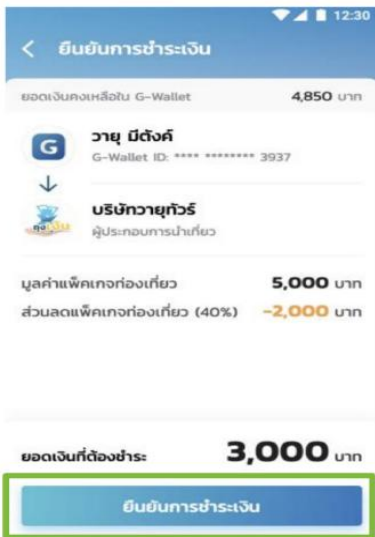 12:30
ยืนยันการชำระเงิน
ยอดเงินคงเหลือใน G-Wallet 4,850 บาท
G วายุ มีตังค์
G-Wallet ID: **** ******** 3937
บริษัทวายุทัวร์
ถุงเงิน
ผู้ประกอบการนำเที่ยว
มูลค่าแพ็คเกจท่องเที่ยว 5,000 บาท
ส่วนลดแพ็คเกจท่องเที่ยว (40%) -2,000 บาท
ยอดเงินที่ต้องชำระ 3,000 บาท
ยืนยันการชำระเงิน